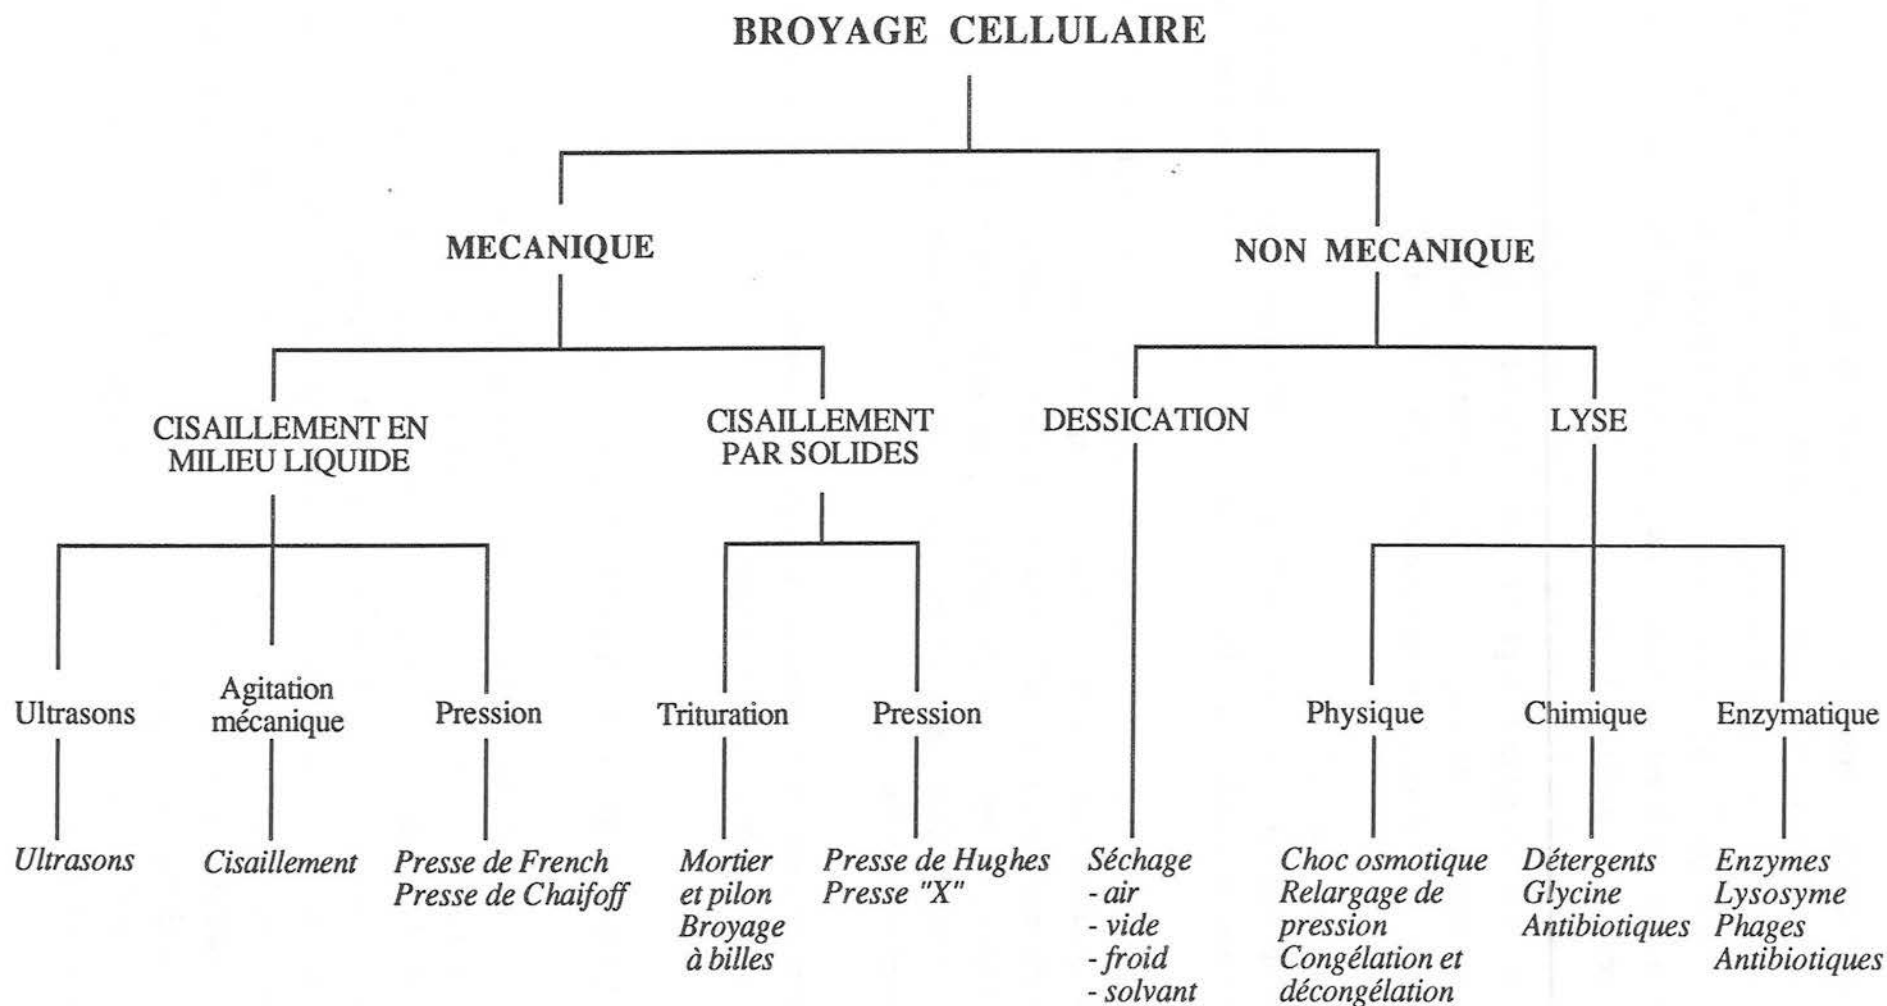 BROYAGE CELLULAIRE
MECANIQUE
NON MECANIQUE
CISAILLEMENT EN
MILIEU LIQUIDE
CISAILLEMENT
PAR SOLIDES
DESSICATION
LYSE
Ultrasons
Agitation
mécanique
Pression
Trituration
Pression
Physique
Chimique
Enzymatique
Ultrasons
Cisaillement
Presse de French
Presse de Chaifoff
Mortier
et pilon
Broyage
à billes
Presse de Hughes
Presse "X"
Séchage
- air
- vide
- froid
- solvant
Choc osmotique
Relargage de
pression
Congélation et
décongélation
Détergents
Glycine
Antibiotiques
Enzymes
Lysosyme
Phages
Antibiotiques